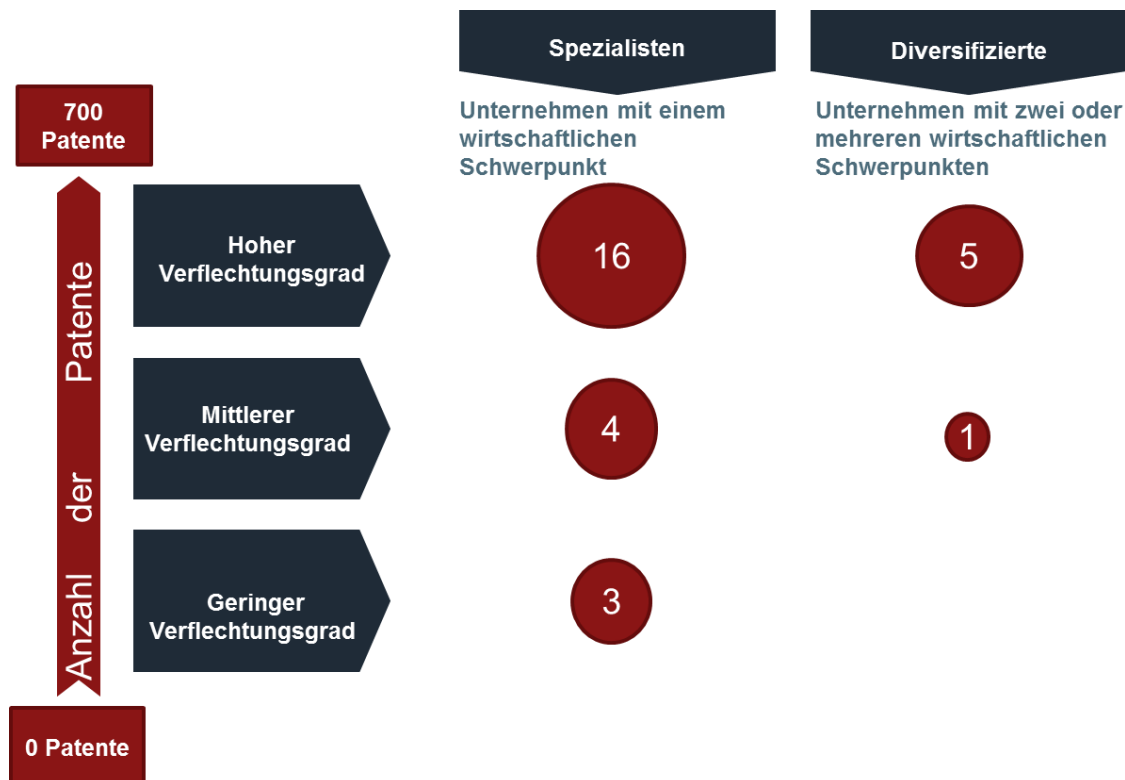 Spezialisten
Diversifizierte
Unternehmen mit einem
wirtschaftlichen
Schwerpunkt
Unternehmen mit zwei oder
mehreren wirtschaftlichen
Schwerpunkten
700
Patente
Anzahl der Patente
Hoher
Verflechtungsgrad
16
5
Mittlerer
Verflechtungsgrad
4
1
Geringer
Verflechtungsgrad
3
0 Patente